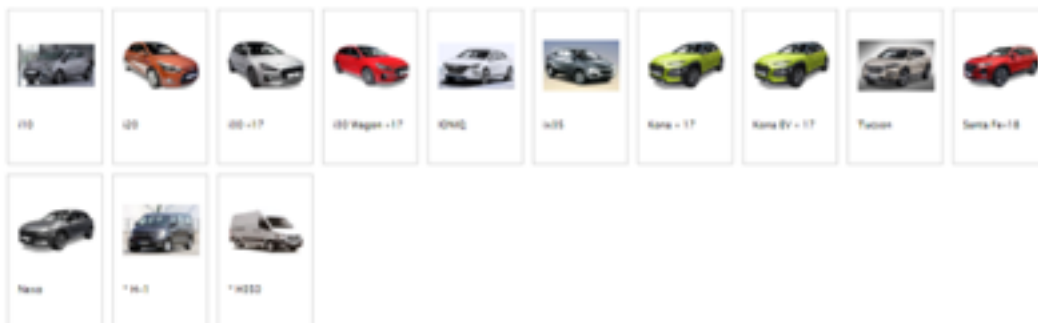 i10
i20
i30 -17
i30 Wagon -17
IONIQ
ix35
Kona - 17
Kona EV - 17
Tucson
Santa Fe-18
Nexo
* H-1
* H350